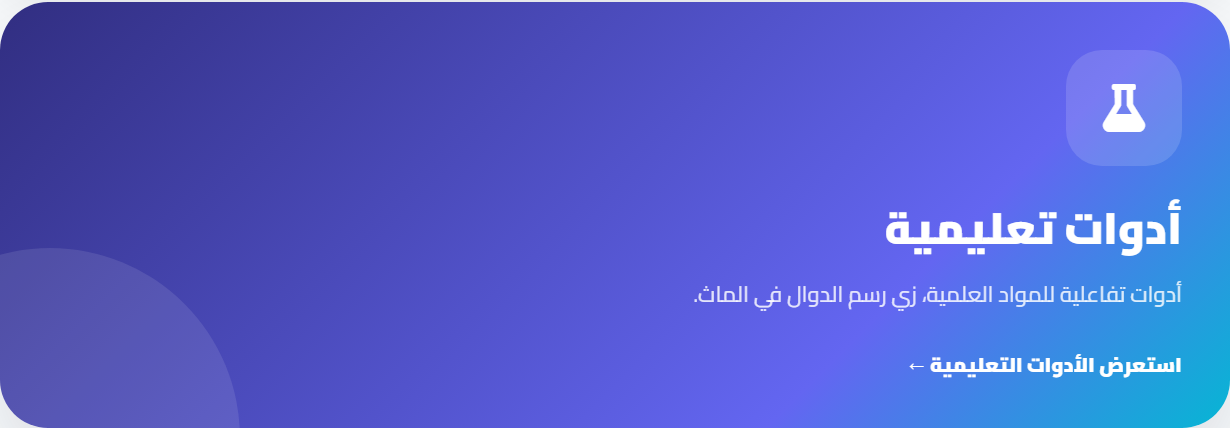 أدوات تعليمية
أدوات تفاعلية للمواد العلمية، زي رسم الدوال في الماث.
استعرض الأدوات التعليمية ←